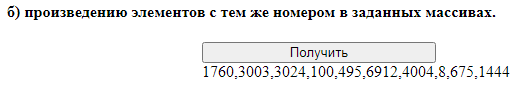 б) произведению элементов с тем же номером в заданных массивах.
Получить
1760,3003,3024,100,495,6912,4004,8,675,1444